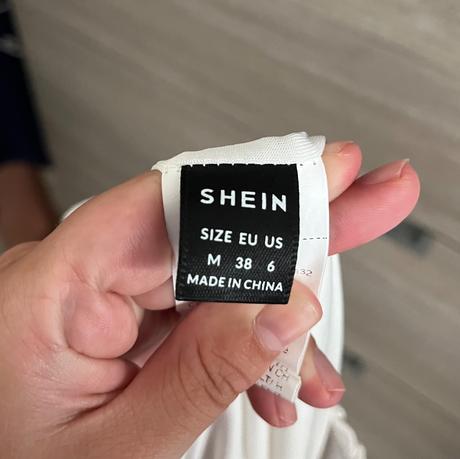 SHEIN
SIZE EU US
M 38 6
MADE IN CHINA